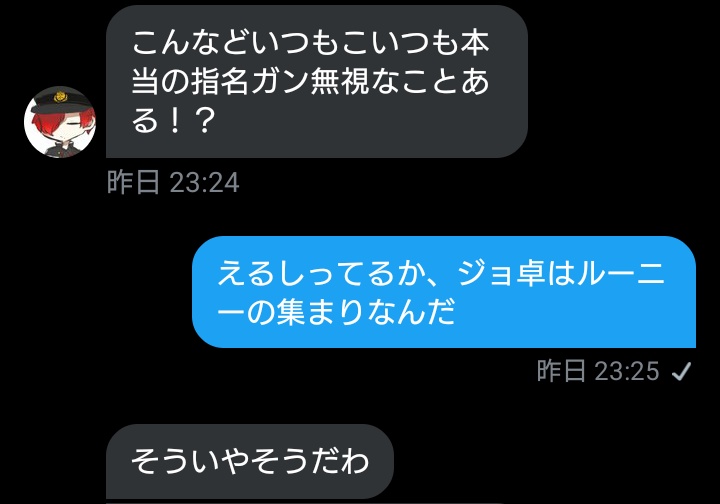 こんなどいつもこいつも本
当の指名ガン無視なことあ
る！？
昨日 23:24
えるしってるか、ジョ卓はルーニ
ーの集まりなんだ
昨日 23:25
そういやそうだわ